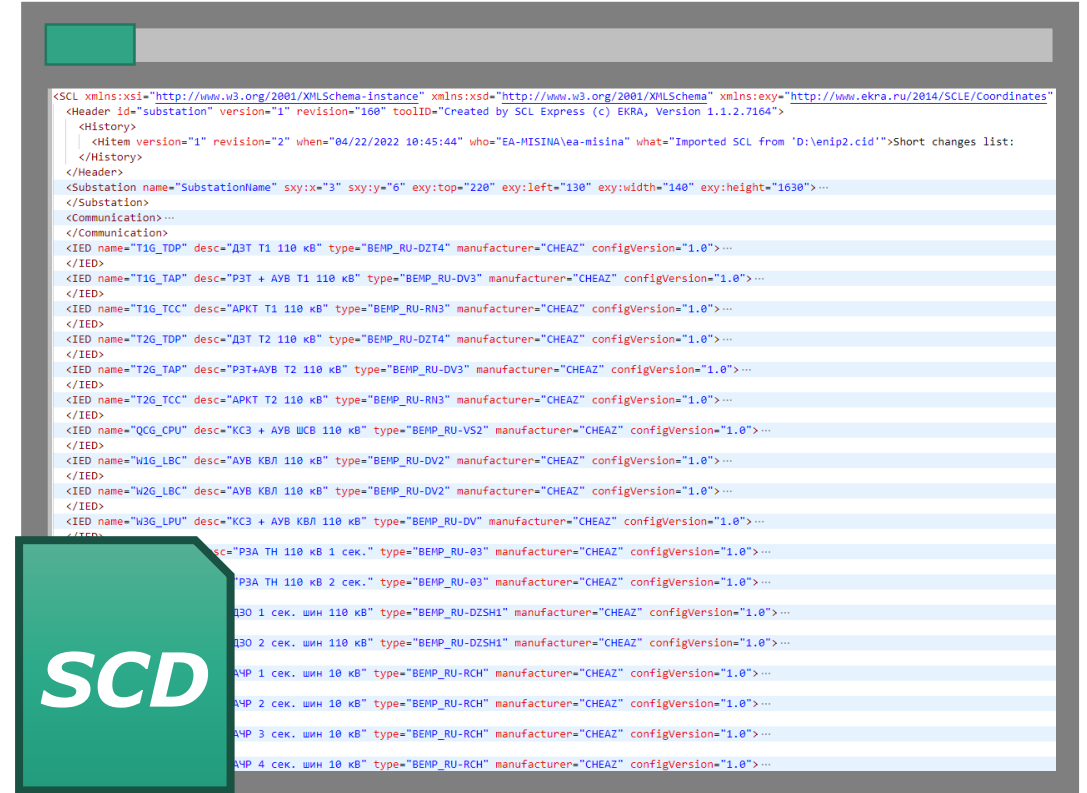 <SCL xmlns:xsi="http://www.w3.org/2001/XMLSchema-instance" xmlns:xsd="http://www.w3.org/2001/XMLSchema" xmlns:exy="http://www.ekra.ru/2014/SCLE/Coordinates"
<Header id="substation" version="1" revision="160" toolID="Created by SCL Express (c) EKRA, Version 1.1.2.7164">
<History>
<Hitem version="1" revision="2" when="04/22/2022 10:45:44" who="EA-MISINA\ea-misina" what="Imported SCL from 'D:\enip2.cid'">Short changes list:
</History>
</Header>
<Substation name="SubstationName" sxy:x="3" sxy:y="6" exy:top="220" exy:left="130" exy:width="140" exy:height="1630">···
</Substation>
<Communication>···
</Communication>
<IED name="T1G_TDP" desc="ДЗТ Т1 110 кВ" type="BEMP_RU-DZT4" manufacturer="CHEAZ" configVersion="1.0">···
</IED>
<IED name="T1G_TAP" desc="РЗТ + АУВ Т1 110 кВ" type="BEMP_RU-DV3" manufacturer="CHEAZ" configVersion="1.0">···
</IED>
<IED name="T1G_TCC" desc="АРКТ Т1 110 кВ" type="BEMP_RU-RN3" manufacturer="CHEAZ" configVersion="1.0">···
</IED>
<IED name="T2G_TDP" desc="ДЗТ Т2 110 кВ" type="BEMP_RU-DZT4" manufacturer="CHEAZ" configVersion="1.0">···
</IED>
<IED name="T2G_TAP" desc="РЗТ+АУВ Т2 110 кВ" type="BEMP_RU-DV3" manufacturer="CHEAZ" configVersion="1.0">···
</IED>
<IED name="T2G_TCC" desc="АРКТ Т2 110 кВ" type="BEMP_RU-RN3" manufacturer="CHEAZ" configVersion="1.0">···
</IED>
<IED name="QCG_CPU" desc="КСЗ + АУВ ШСВ 110 кВ" type="BEMP_RU-VS2" manufacturer="CHEAZ" configVersion="1.0">···
</IED>
<IED name="W1G_LBC" desc="АУВ КВЛ 110 кВ" type="BEMP_RU-DV2" manufacturer="CHEAZ" configVersion="1.0">···
</IED>
<IED name="W2G_LBC" desc="АУВ КВЛ 110 кВ" type="BEMP_RU-DV2" manufacturer="CHEAZ" configVersion="1.0">···
</IED>
<IED name="W3G_LPU" desc="КСЗ + АУВ КВЛ 110 кВ" type="BEMP_RU-DV" manufacturer="CHEAZ" configVersion="1.0">···
</IED>
sc="РЗА ТН 110 кВ 1 сек." type="BEMP_RU-03" manufacturer="CHEAZ" configVersion="1.0">···
"РЗА ТН 110 кВ 2 сек." type="BEMP_RU-03" manufacturer="CHEAZ" configVersion="1.0">···
ДЗО 1 сек. шин 110 кВ" type="BEMP_RU-DZSH1" manufacturer="CHEAZ" configVersion="1.0">···
ДЗО 2 сек. шин 110 кВ" type="BEMP_RU-DZSH1" manufacturer="CHEAZ" configVersion="1.0">···
АЧР 1 сек. шин 10 кВ" type="BEMP_RU-RCH" manufacturer="CHEAZ" configVersion="1.0">···
АЧР 2 сек. шин 10 кВ" type="BEMP_RU-RCH" manufacturer="CHEAZ" configVersion="1.0">···
АЧР 3 сек. шин 10 кВ" type="BEMP_RU-RCH" manufacturer="CHEAZ" configVersion="1.0">···
АЧР 4 сек. шин 10 кВ" type="BEMP_RU-RCH" manufacturer="CHEAZ" configVersion="1.0">···
SCD